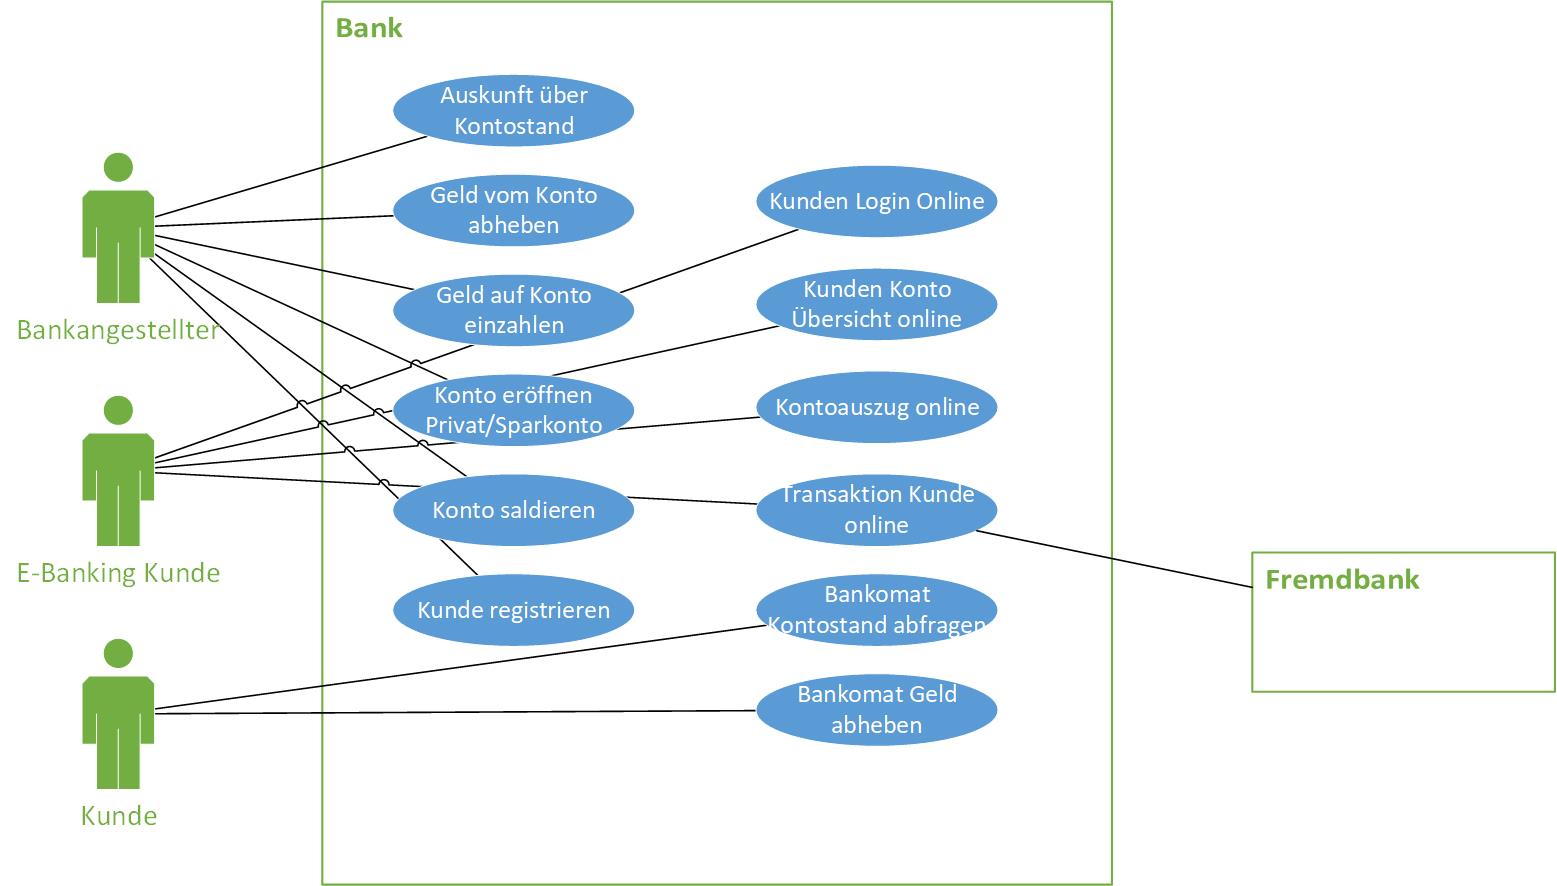 Bank
Auskunft über
Kontostand
Geld vom Konto
abheben
Geld auf Konto
einzahlen
Konto eröffnen
Privat/Sparkonto
Konto saldieren
Kunde registrieren
Kunden Login Online
Kunden Konto
Übersicht online
Kontoauszug online
Transaktion Kunde
online
Bankomat
Kontostand abfragen
Bankomat Geld
abheben
Bankangestellter
E-Banking Kunde
Kunde
Fremdbank